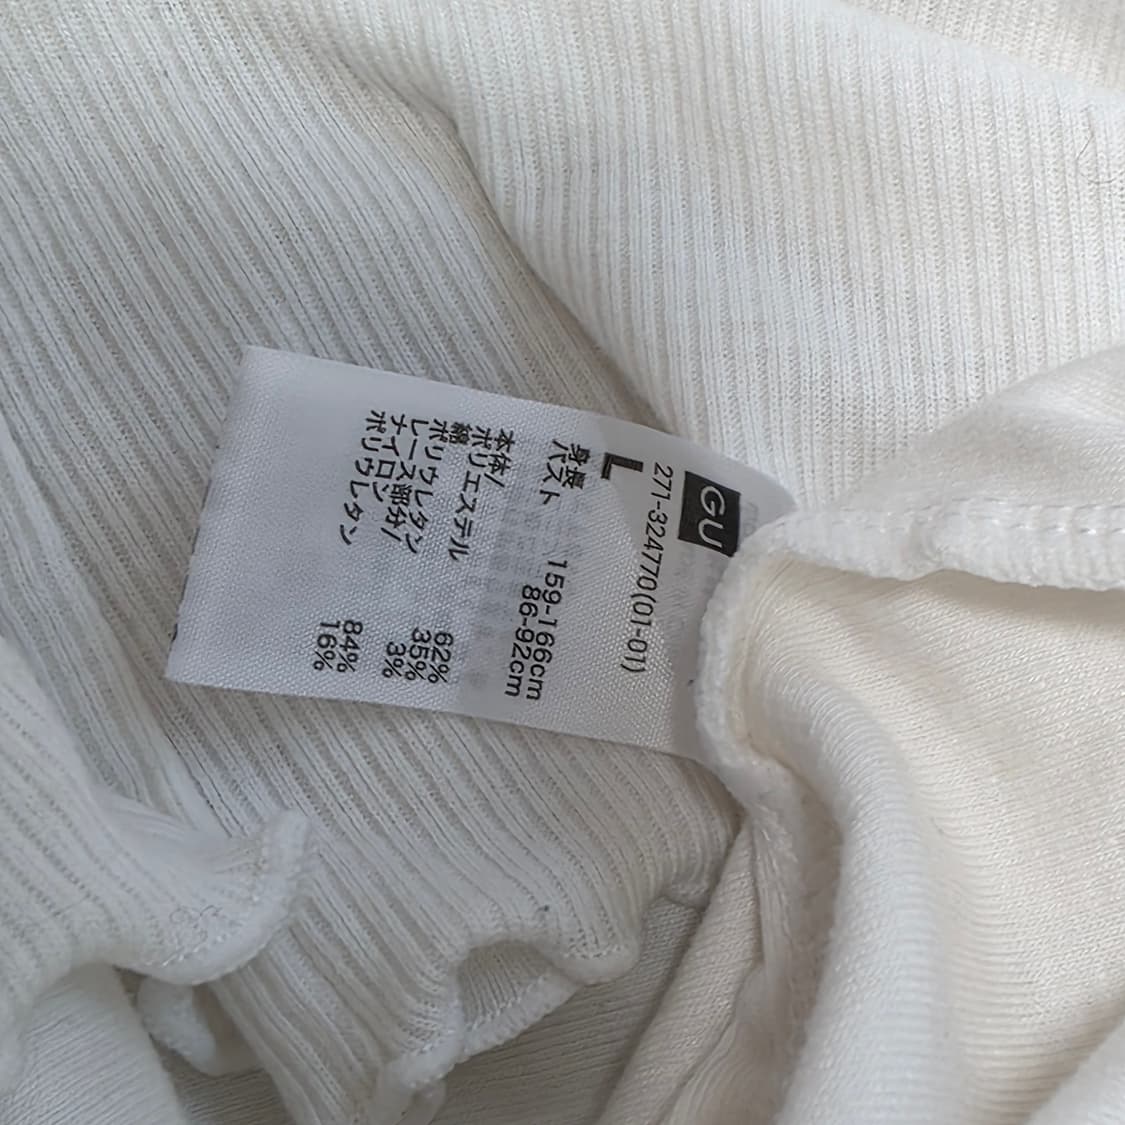 GU
271-324770(01-01)
L
身長 159-166cm
バスト 86-92cm
本体/
ポリエステル 62%
綿 35%
ポリウレタン 3%
レース部分/
ナイロン 84%
ポリウレタン 16%